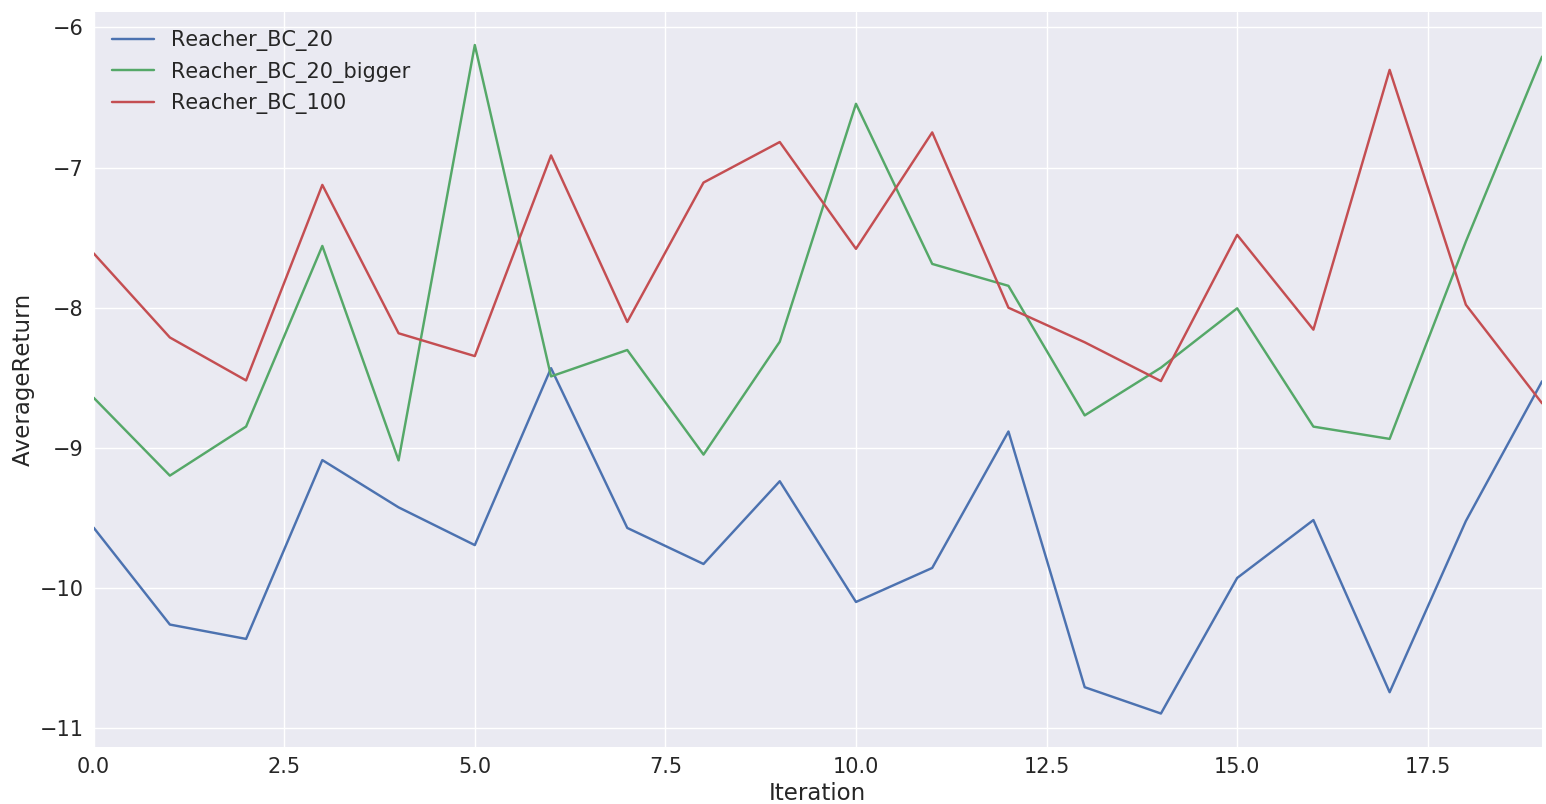 Reacher_BC_20
Reacher_BC_20_bigger
Reacher_BC_100
−6
−7
−8
−9
−10
−11
AverageReturn
0.0 2.5 5.0 7.5 10.0 12.5 15.0 17.5
Iteration